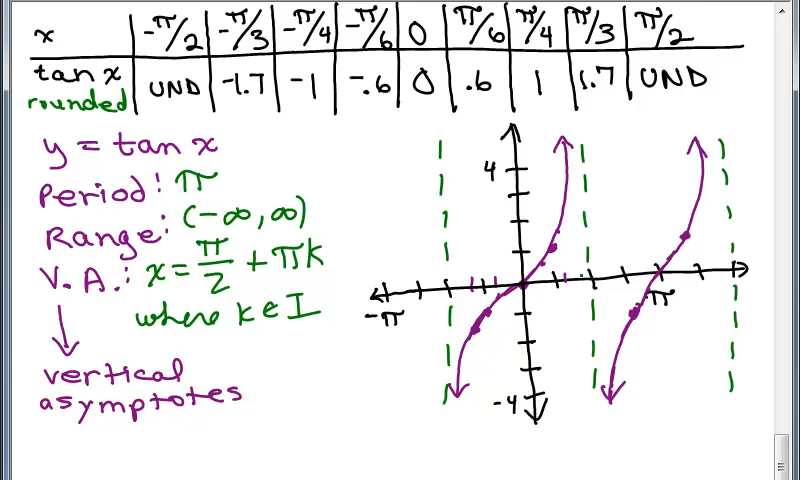 x -π/2 -π/3 -π/4 -π/6 0 π/6 π/4 π/3 π/2
tan x UND -1.7 -1 -.6 0 .6 1 1.7 UND
rounded
y = tan x
Period: π
Range: (-∞, ∞)
V.A.: x = π/2 + πk
where k ∈ I
vertical
asymptotes
4
-π π
-4